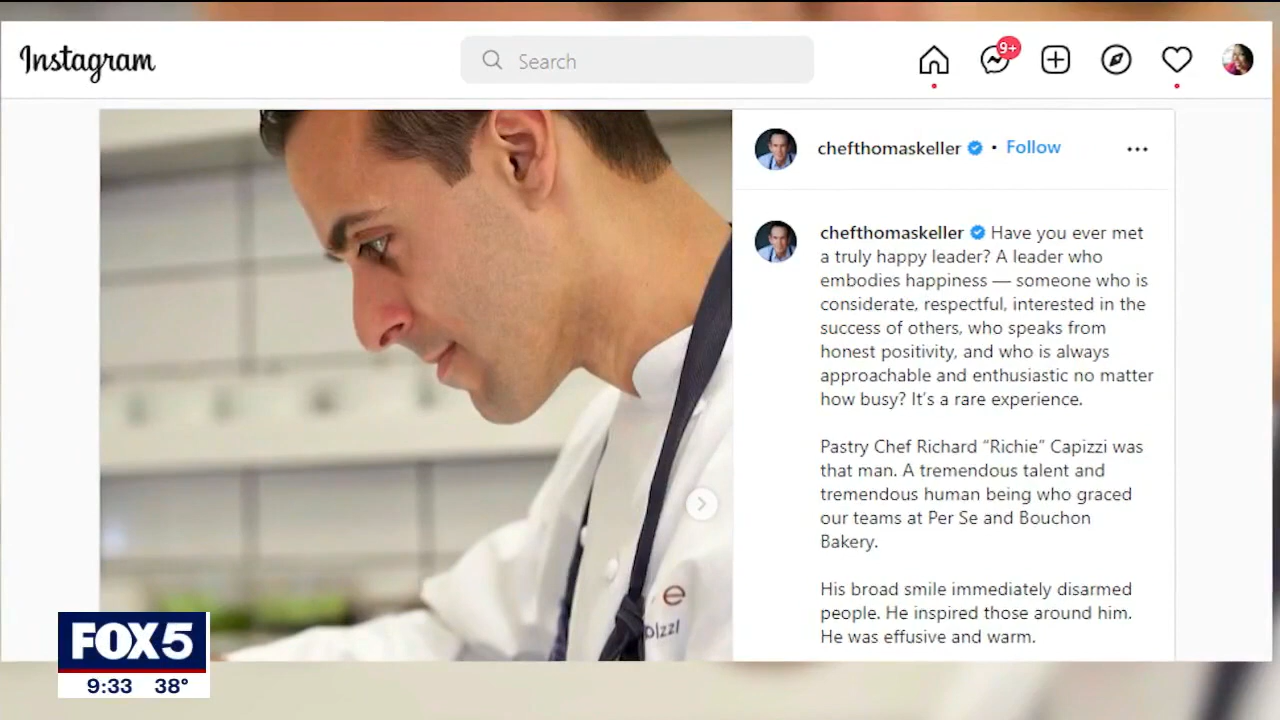 Instagram
Search
9+
chefthomaskeller • Follow
chefthomaskeller Have you ever met
a truly happy leader? A leader who
embodies happiness — someone who is
considerate, respectful, interested in the
success of others, who speaks from
honest positivity, and who is always
approachable and enthusiastic no matter
how busy? It's a rare experience.
Pastry Chef Richard “Richie” Capizzi was
that man. A tremendous talent and
tremendous human being who graced
our teams at Per Se and Bouchon
Bakery.
His broad smile immediately disarmed
people. He inspired those around him.
He was effusive and warm.
FOX5
9:33 38°